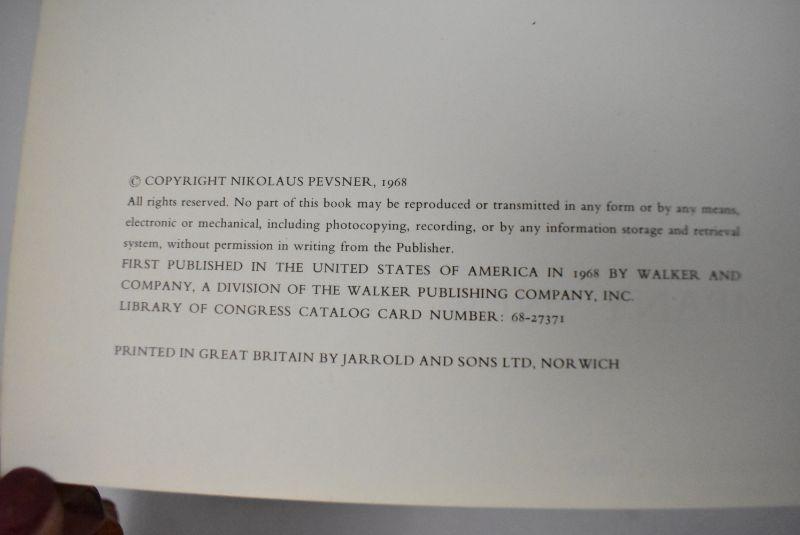 © COPYRIGHT NIKOLAUS PEVSNER, 1968
All rights reserved. No part of this book may be reproduced or transmitted in any form or by any means,
electronic or mechanical, including photocopying, recording, or by any information storage and retrieval
system, without permission in writing from the Publisher.
FIRST PUBLISHED IN THE UNITED STATES OF AMERICA IN 1968 BY WALKER AND
COMPANY, A DIVISION OF THE WALKER PUBLISHING COMPANY, INC.
LIBRARY OF CONGRESS CATALOG CARD NUMBER: 68-27371
PRINTED IN GREAT BRITAIN BY JARROLD AND SONS LTD, NORWICH